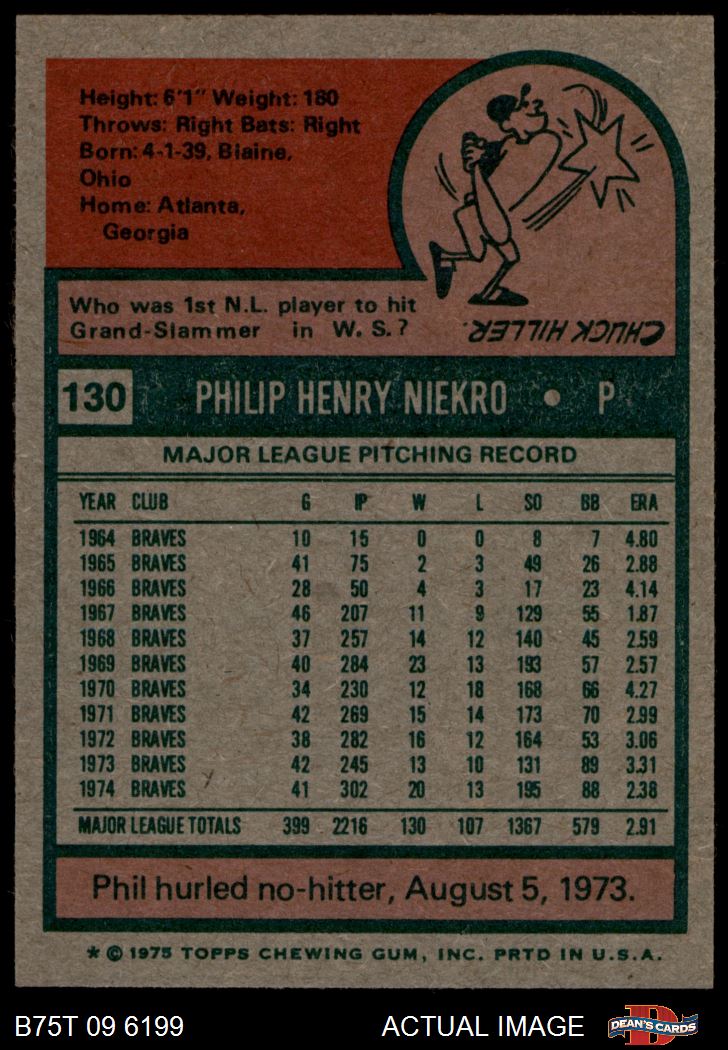 Height: 6'1" Weight: 180
Throws: Right Bats: Right
Born: 4-1-39, Blaine,
Ohio
Home: Atlanta,
Georgia
Who was 1st N.L. player to hit
Grand-Slammer in W. S.?
CHUCK HILLER.
130 PHILIP HENRY NIEKRO • P
MAJOR LEAGUE PITCHING RECORD
YEAR CLUB G IP W L SO BB ERA
1964 BRAVES 10 15 0 0 8 7 4.80
1965 BRAVES 41 75 2 3 49 26 2.88
1966 BRAVES 28 50 4 3 17 23 4.14
1967 BRAVES 46 207 11 9 129 55 1.87
1968 BRAVES 37 257 14 12 140 45 2.59
1969 BRAVES 40 284 23 13 193 57 2.57
1970 BRAVES 34 230 12 18 168 66 4.27
1971 BRAVES 42 269 15 14 173 70 2.99
1972 BRAVES 38 282 16 12 164 53 3.06
1973 BRAVES 42 245 13 10 131 89 3.31
1974 BRAVES 41 302 20 13 195 88 2.38
MAJOR LEAGUE TOTALS 399 2216 130 107 1367 579 2.91
Phil hurled no-hitter, August 5, 1973.
* © 1975 TOPPS CHEWING GUM, INC. PRTD IN U.S.A.
B75T 09 6199 ACTUAL IMAGE DEAN'S CARDS